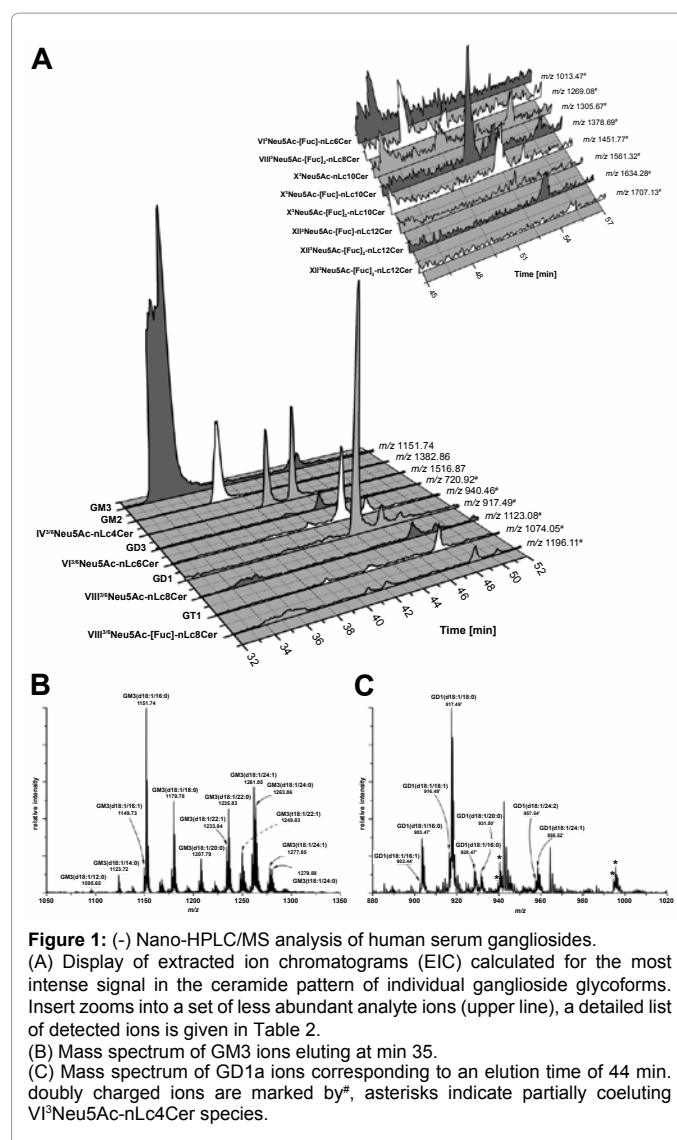 A
m/z 1013.47#
m/z 1269.08#
m/z 1305.67#
m/z 1378.69#
m/z 1451.77#
m/z 1561.32#
m/z 1634.28#
m/z 1707.13#
VI³Neu5Ac-[Fuc]-nLc6Cer
VIII³Neu5Ac-[Fuc]₂-nLc8Cer
X³Neu5Ac-nLc10Cer
X³Neu5Ac-[Fuc]-nLc10Cer
X³Neu5Ac-[Fuc]₂-nLc10Cer
XII³Neu5Ac-[Fuc]-nLc12Cer
45
48
51
54
57
Time [min]
m/z 1151.74
m/z 1382.86
m/z 1516.87
m/z 720.92#
m/z 940.46#
m/z 917.49#
m/z 1123.08#
m/z 1074.05#
m/z 1196.11#
GM3
GM2
IV³/⁶Neu5Ac-nLc4Cer
GD3
VI³/⁶Neu5Ac-nLc6Cer
GD1
VIII³/⁶Neu5Ac-nLc8Cer
GT1
VIII³/⁶Neu5Ac-[Fuc]-nLc8Cer
32
34
36
38
40
42
44
46
48
50
52
Time [min]
B
GM3(d18:1/16:0)
1151.74
GM3(d18:1/24:1)
1261.85
GM3(d18:1/18:0)
1179.78
GM3(d18:1/24:0)
1263.86
GM3(d18:1/22:0)
1235.83
GM3(d18:1/16:1)
1149.73
GM3(d18:1/22:1)
1233.84
GM3(t18:1/22:1)
1249.83
GM3(d18:1/14:0)
1123.72
GM3(d18:1/20:0)
1207.79
GM3(t18:1/24:1)
1277.85
GM3(d18:1/12:0)
1095.65
1279.88
GM3(t18:1/24:0)
relative intensity
1050
1100
1150
1200
1250
1300
1350
m/z
C
GD1(d18:1/18:0)
917.49#
GD1(d18:1/18:1)
916.49#
GD1(d18:1/20:0)
931.50#
GD1(d18:1/24:2)
957.54#
GD1(d18:1/16:0)
903.47#
GD1(d18:1/24:1)
958.52#
GD1(d18:1/16:1)
902.44#
928.47#
*
*
*
*
relative intensity
880
900
920
940
960
980
1000
1020
m/z
Figure 1: (-) Nano-HPLC/MS analysis of human serum gangliosides.
(A) Display of extracted ion chromatograms (EIC) calculated for the most
intense signal in the ceramide pattern of individual ganglioside glycoforms.
Insert zooms into a set of less abundant analyte ions (upper line), a detailed list
of detected ions is given in Table 2.
(B) Mass spectrum of GM3 ions eluting at min 35.
(C) Mass spectrum of GD1a ions corresponding to an elution time of 44 min.
doubly charged ions are marked by#, asterisks indicate partially coeluting
VI³Neu5Ac-nLc4Cer species.